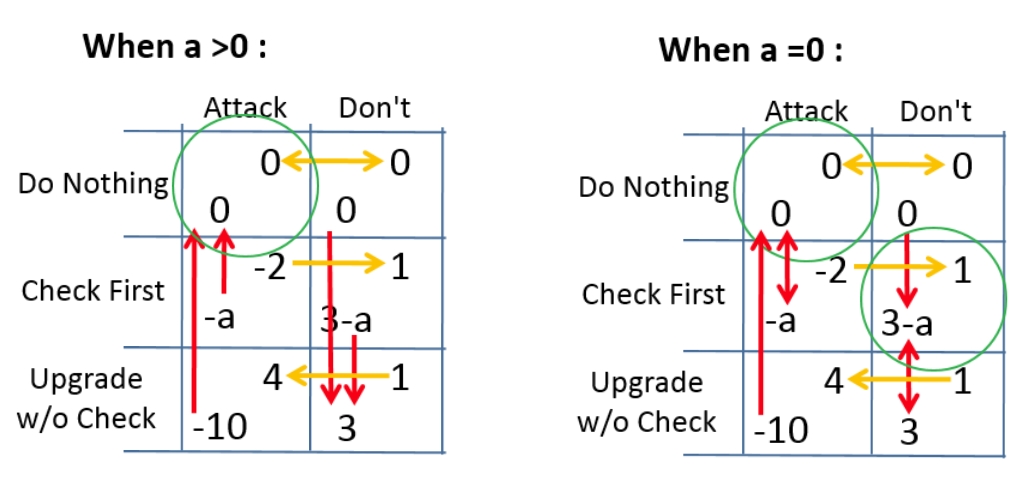 When a >0 :
Attack Don't
Do Nothing
0 0
0 0
Check First
-2 1
-a 3-a
Upgrade
w/o Check
4 1
-10 3
When a =0 :
Attack Don't
Do Nothing
0 0
0 0
Check First
-2 1
-a 3-a
Upgrade
w/o Check
4 1
-10 3